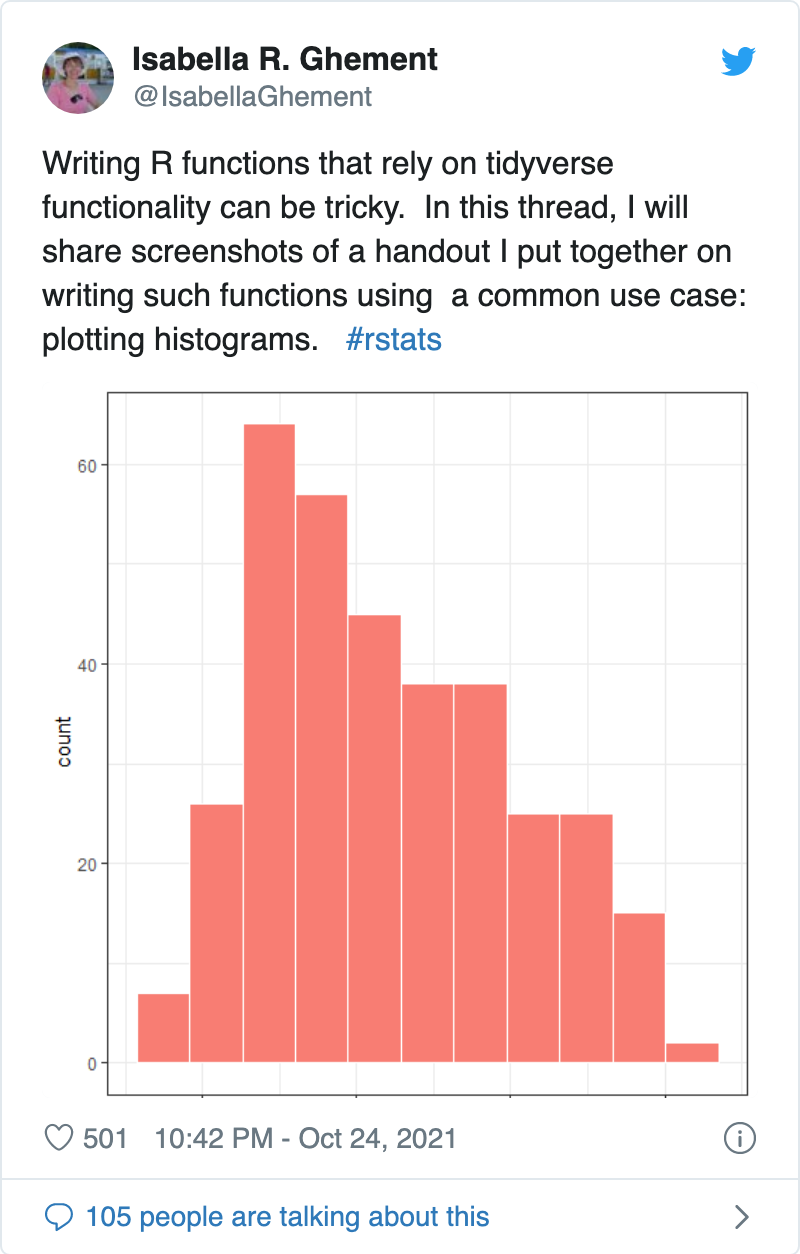 Isabella R. Ghement
@IsabellaGhement
Writing R functions that rely on tidyverse
functionality can be tricky.  In this thread, I will
share screenshots of a handout I put together on
writing such functions using  a common use case:
plotting histograms.   #rstats
60
40
count
20
0
501 10:42 PM - Oct 24, 2021
105 people are talking about this